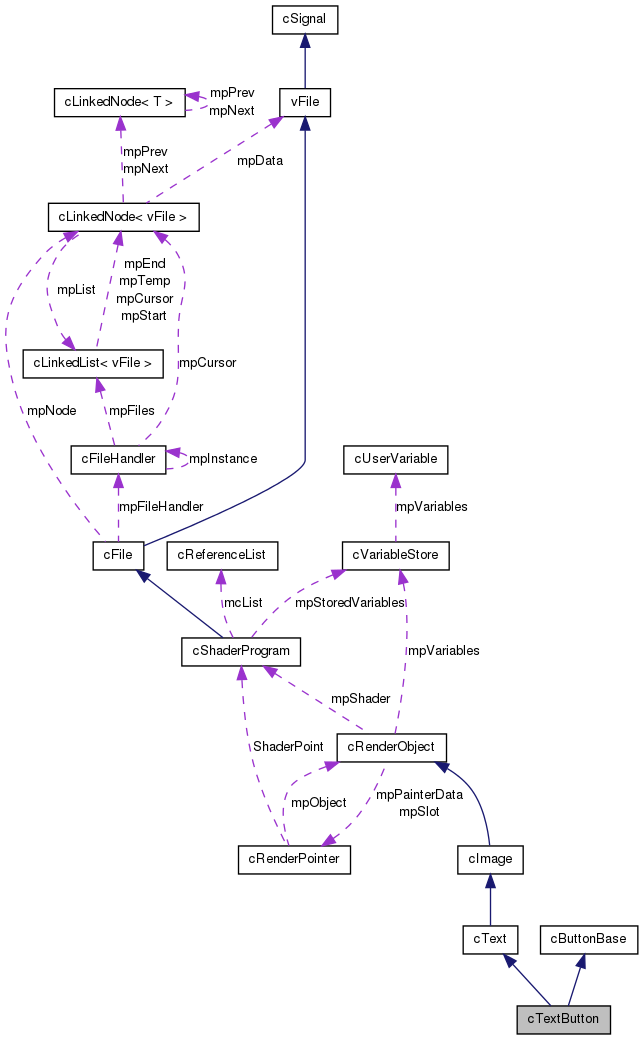 cSignal
cLinkedNode< T >
mpPrev
mpNext
vFile
mpPrev
mpNext
mpData
cLinkedNode< vFile >
mpList
mpEnd
mpTemp
mpCursor
mpStart
cLinkedList< vFile >
mpCursor
mpNode
mpFiles
cFileHandler
mpInstance
cUserVariable
mpFileHandler
mpVariables
cFile
cReferenceList
cVariableStore
mcList
mpStoredVariables
cShaderProgram
mpVariables
mpShader
ShaderPoint
cRenderObject
mpObject
mpPainterData
mpSlot
cRenderPointer
cImage
cText
cButtonBase
cTextButton